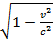 √(1 − v²/c²)